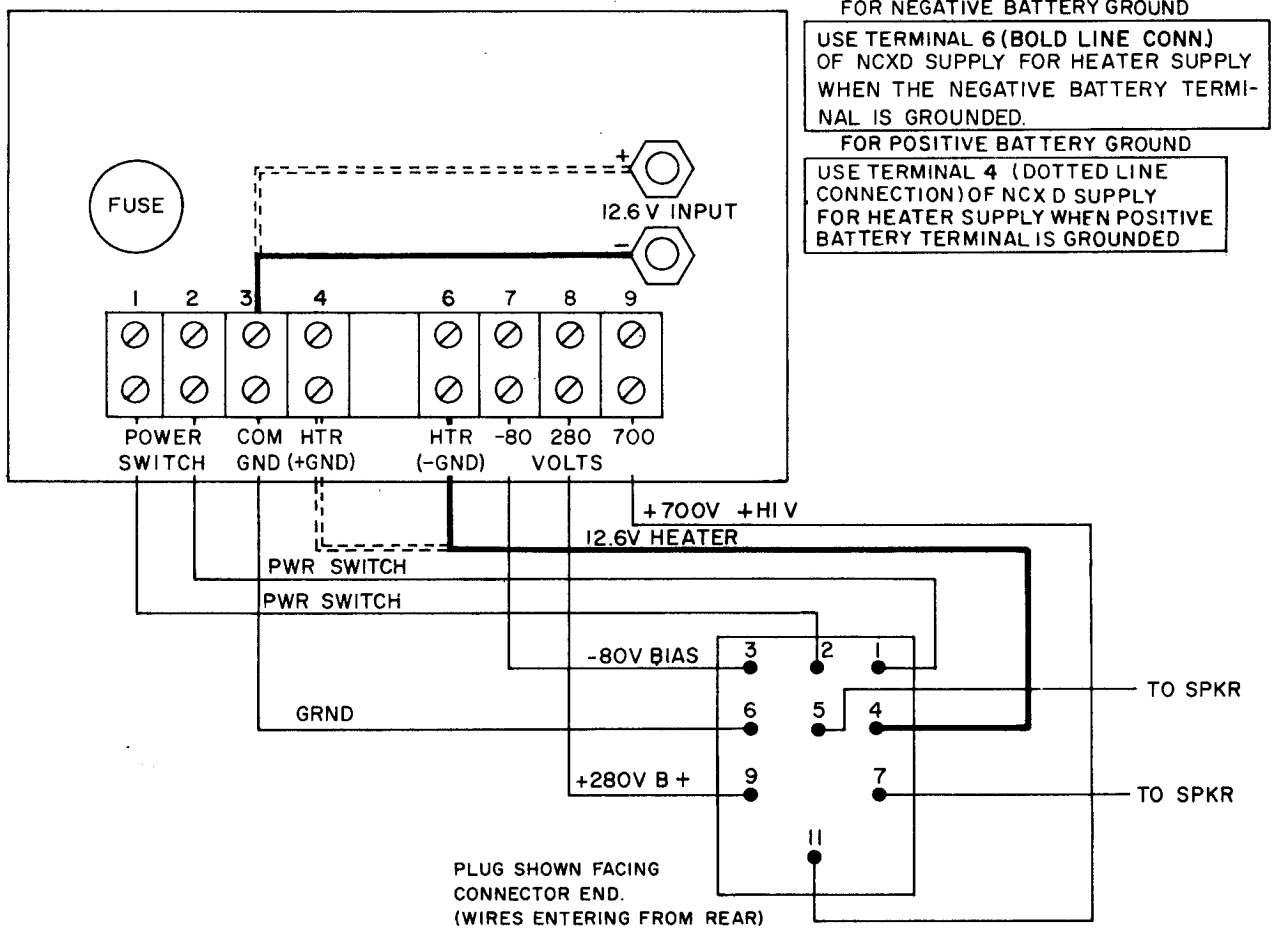 FOR NEGATIVE BATTERY GROUND
USE TERMINAL 6 (BOLD LINE CONN.)
OF NCXD SUPPLY FOR HEATER SUPPLY
WHEN THE NEGATIVE BATTERY TERMI-
NAL IS GROUNDED.
FOR POSITIVE BATTERY GROUND
USE TERMINAL 4 (DOTTED LINE
CONNECTION) OF NCX D SUPPLY
FOR HEATER SUPPLY WHEN POSITIVE
BATTERY TERMINAL IS GROUNDED
FUSE
+
12.6 V INPUT
-
1 2 3 4 6 7 8 9
POWER COM HTR HTR -80 280 700
SWITCH GND (+GND) (-GND) VOLTS
+700V +HI V
12.6V HEATER
PWR SWITCH
PWR SWITCH
3 2 1
-80V BIAS
TO SPKR
6 5 4
GRND
9 7
+280V B+
TO SPKR
11
PLUG SHOWN FACING
CONNECTOR END.
(WIRES ENTERING FROM REAR)